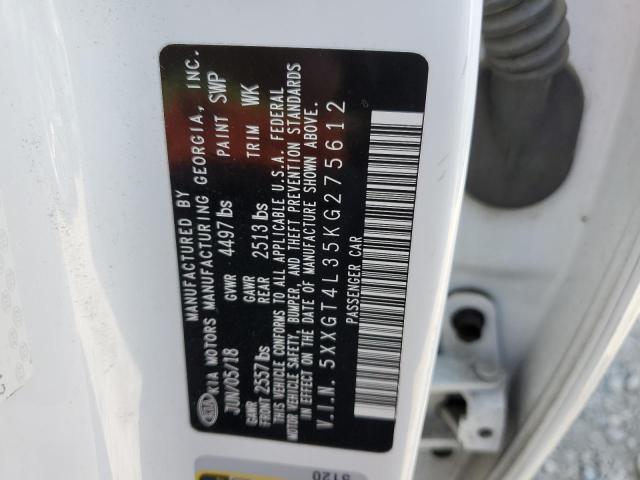 MANUFACTURED BY
KIA KIA MOTORS MANUFACTURING GEORGIA, INC.
JUN/05/18 GVWR 4497 lbs PAINT SWP
GAWR FRONT 2557 lbs GAWR REAR 2513 lbs TRIM WK
THIS VEHICLE CONFORMS TO ALL APPLICABLE U.S.A. FEDERAL
MOTOR VEHICLE SAFETY, BUMPER, AND THEFT PREVENTION STANDARDS
IN EFFECT ON THE DATE OF MANUFACTURE SHOWN ABOVE.
V.I.N. 5XXGT4L35KG275612
PASSENGER CAR
8120